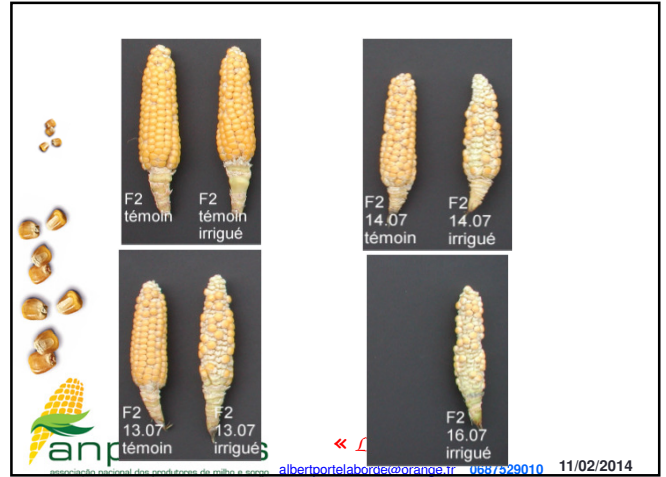 F2 témoin
F2 témoin irrigué
F2 14.07 témoin
F2 14.07 irrigué
F2 13.07 témoin
F2 13.07 irrigué
F2 16.07 irrigué
«
associação nacional dos produtores de milho e sorgo
albertportelaborde@orange.fr 0687529010 11/02/2014